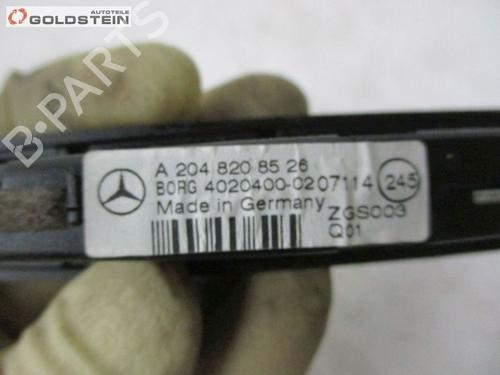 AUTOTEILE
GOLDSTEIN
B-PARTS
A 204 820 85 26
BORG 4020400-0207114 245
Made in Germany ZGS003
Q01